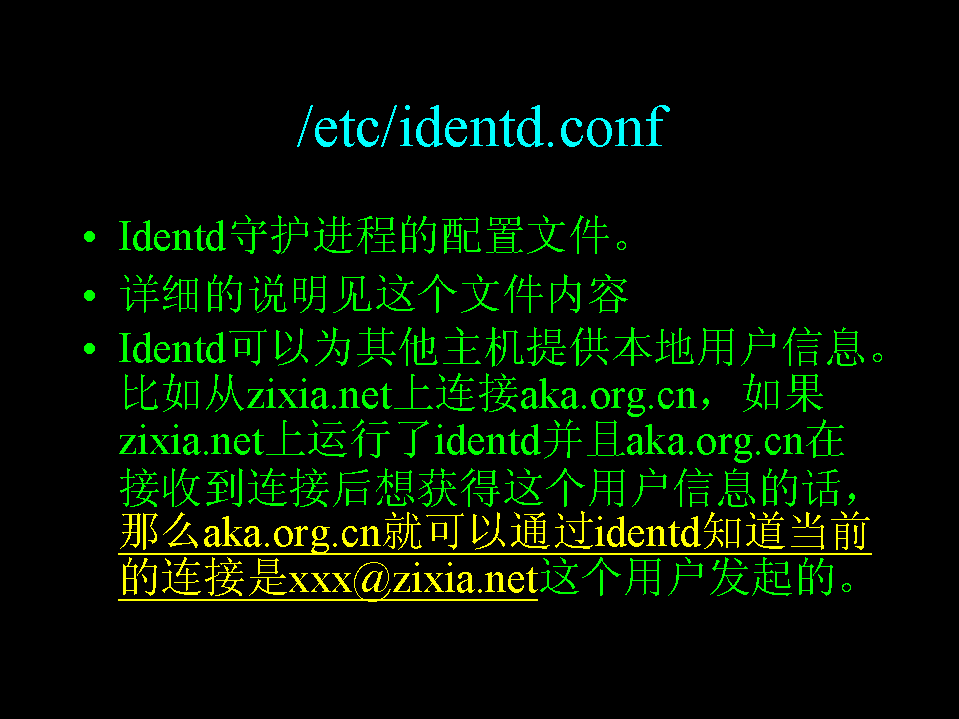 /etc/identd.conf
• Identd守护进程的配置文件。
• 详细的说明见这个文件内容
• Identd可以为其他主机提供本地用户信息。
比如从zixia.net上连接aka.org.cn，如果
zixia.net上运行了identd并且aka.org.cn在
接收到连接后想获得这个用户信息的话，
那么aka.org.cn就可以通过identd知道当前
的连接是xxx@zixia.net这个用户发起的。